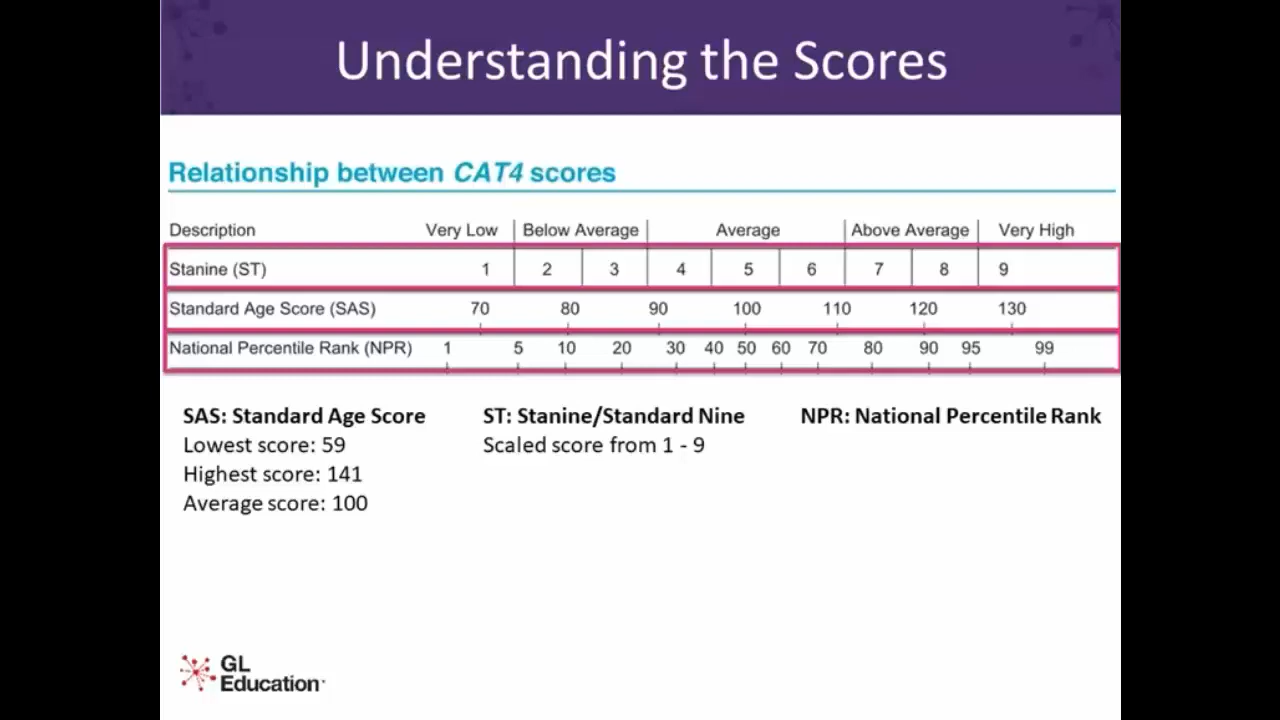 Understanding the Scores
Relationship between CAT4 scores
Description Very Low Below Average Average Above Average Very High
Stanine (ST) 1 2 3 4 5 6 7 8 9
Standard Age Score (SAS) 70 80 90 100 110 120 130
National Percentile Rank (NPR) 1 5 10 20 30 40 50 60 70 80 90 95 99
SAS: Standard Age Score ST: Stanine/Standard Nine NPR: National Percentile Rank
Lowest score: 59 Scaled score from 1 - 9
Highest score: 141
Average score: 100
GL
Education